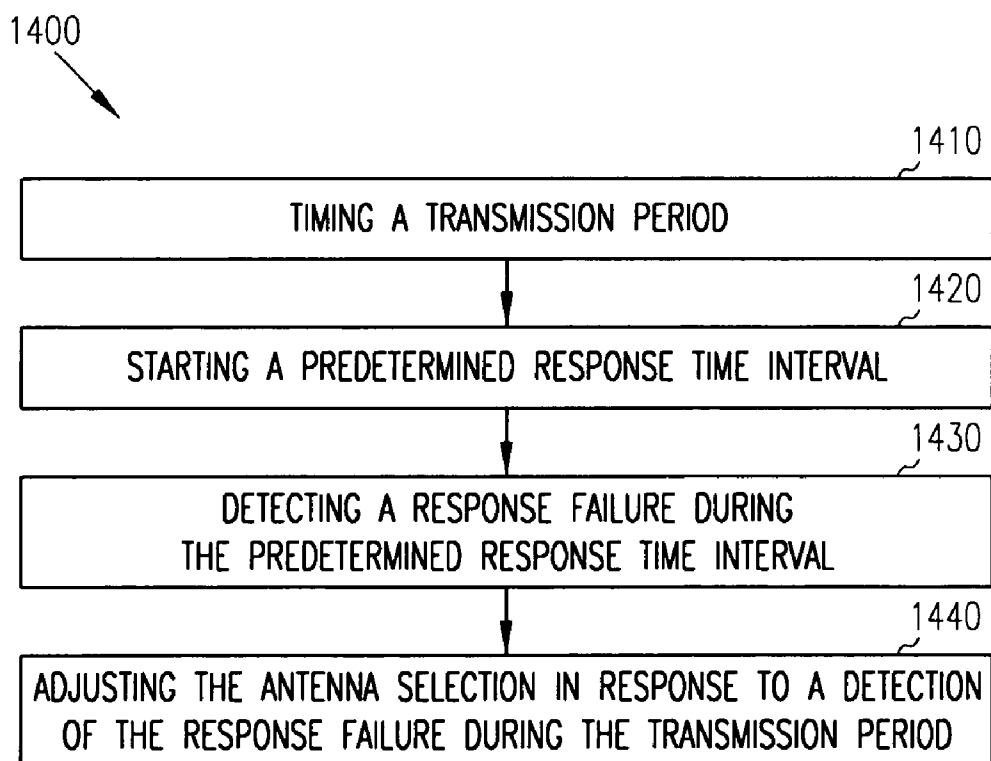 1400
1410
TIMING A TRANSMISSION PERIOD
1420
STARTING A PREDETERMINED RESPONSE TIME INTERVAL
1430
DETECTING A RESPONSE FAILURE DURING
THE PREDETERMINED RESPONSE TIME INTERVAL
1440
ADJUSTING THE ANTENNA SELECTION IN RESPONSE TO A DETECTION
OF THE RESPONSE FAILURE DURING THE TRANSMISSION PERIOD